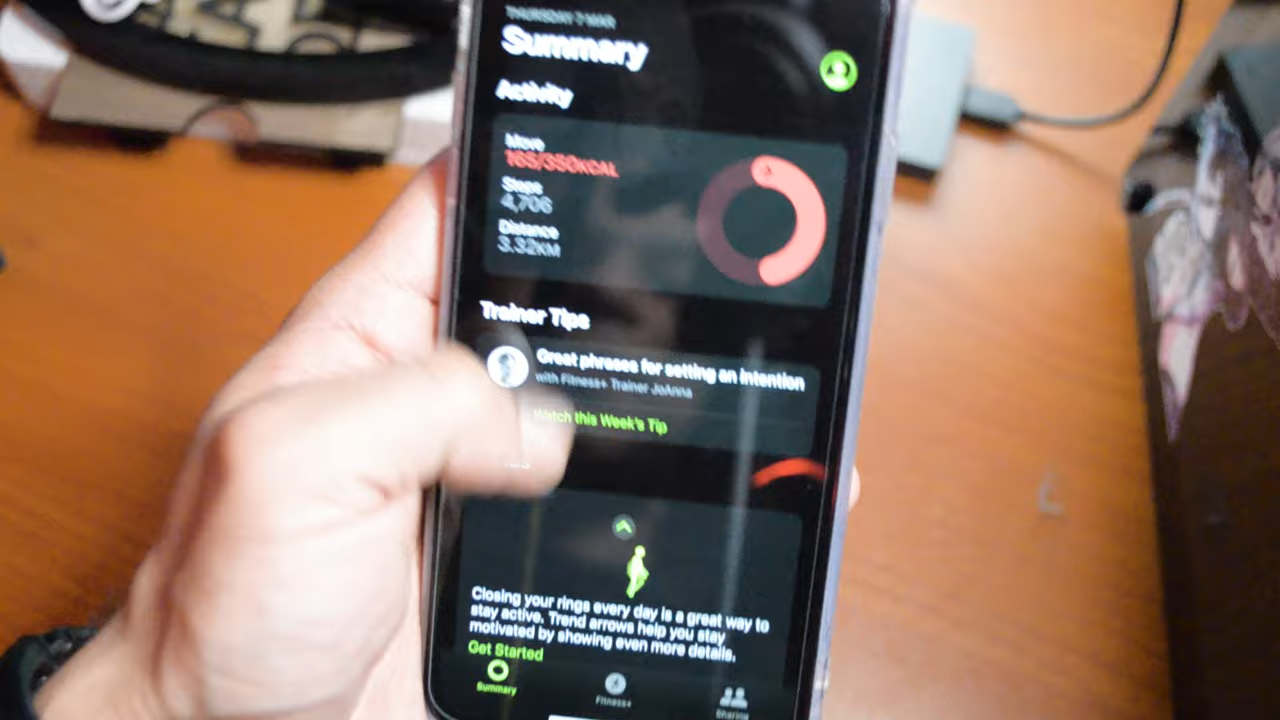 Summary
Activity
Move
/350KCAL
Steps
4,706
Distance
3.32KM
Trainer Tips
Great phrases for setting an intention
with Fitness+ Trainer JoAnna
Watch this Week's Tip
Closing your rings every day is a great way to
stay active. Trend arrows help you stay
motivated by showing even more details.
Get Started
Summary
Fitness+
Sharing